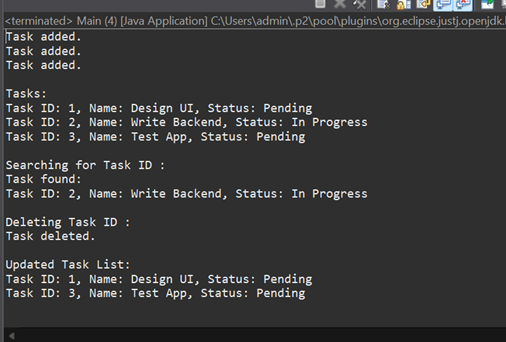 <terminated> Main (4) [Java Application] C:\Users\admin\.p2\pool\plugins\org.eclipse.justj.openjdk.
Task added.
Task added.
Task added.
Tasks:
Task ID: 1, Name: Design UI, Status: Pending
Task ID: 2, Name: Write Backend, Status: In Progress
Task ID: 3, Name: Test App, Status: Pending
Searching for Task ID :
Task found:
Task ID: 2, Name: Write Backend, Status: In Progress
Deleting Task ID :
Task deleted.
Updated Task List:
Task ID: 1, Name: Design UI, Status: Pending
Task ID: 3, Name: Test App, Status: Pending